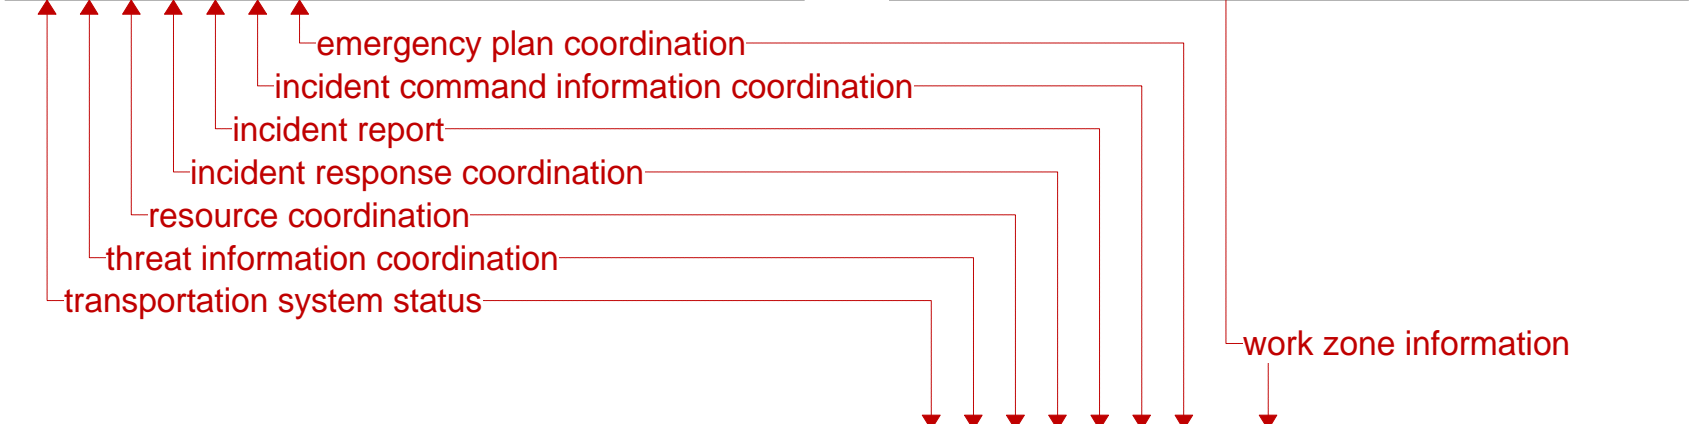 emergency plan coordination
incident command information coordination
incident report
incident response coordination
resource coordination
threat information coordination
transportation system status
work zone information